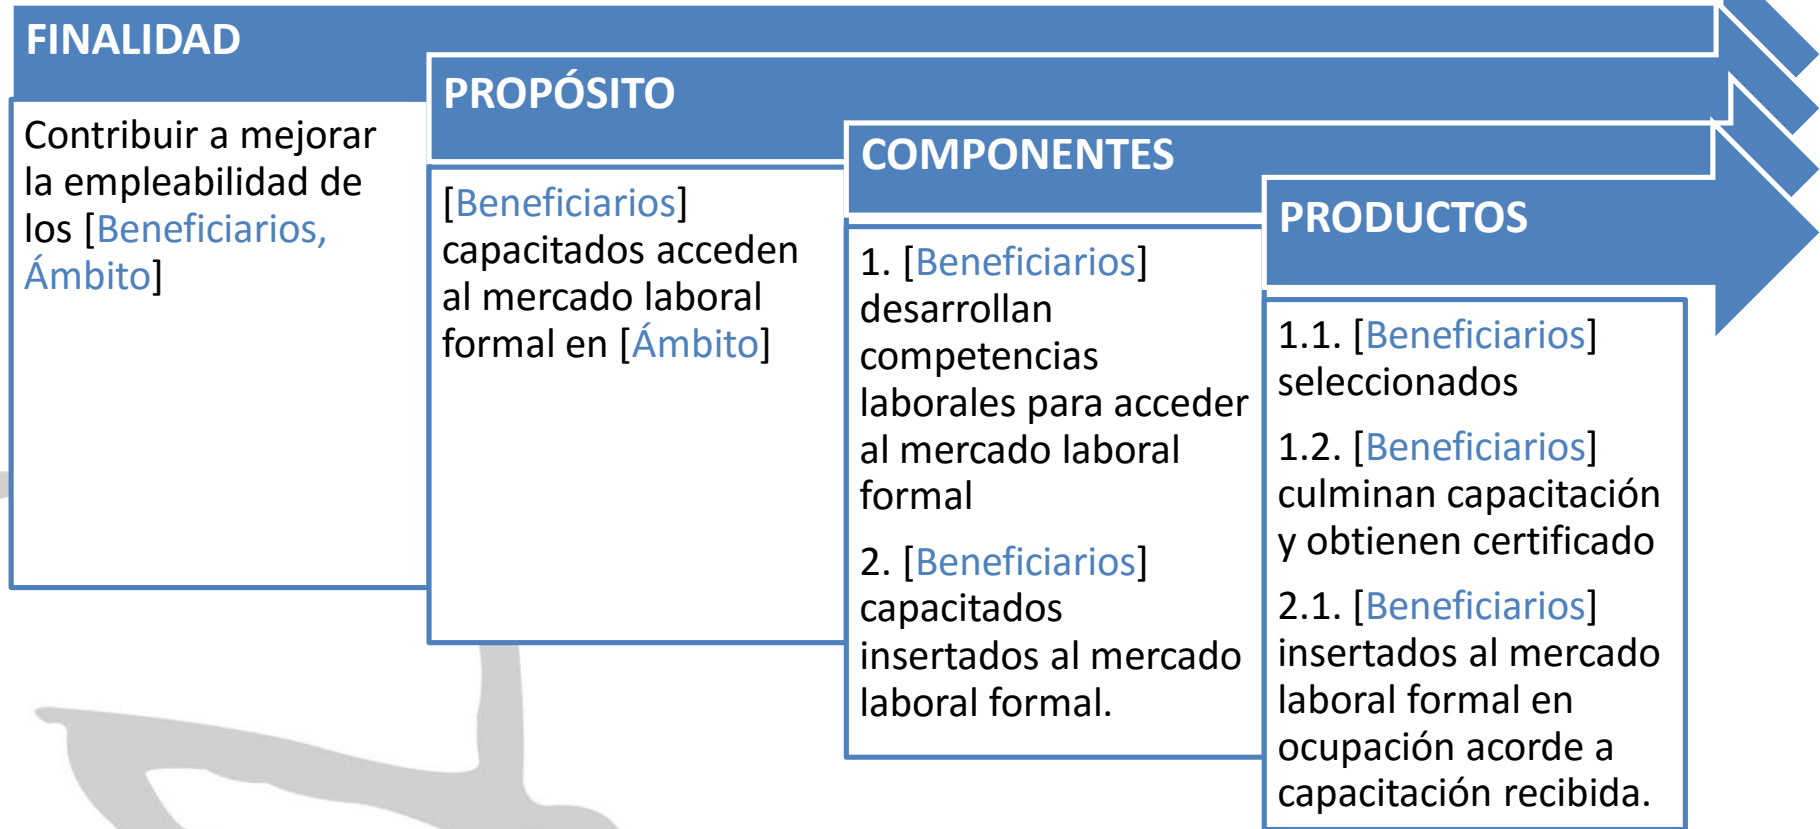 FINALIDAD
Contribuir a mejorar
la empleabilidad de
los [Beneficiarios,
Ámbito]
PROPÓSITO
[Beneficiarios]
capacitados acceden
al mercado laboral
formal en [Ámbito]
COMPONENTES
1. [Beneficiarios]
desarrollan
competencias
laborales para acceder
al mercado laboral
formal
2. [Beneficiarios]
capacitados
insertados al mercado
laboral formal.
PRODUCTOS
1.1. [Beneficiarios]
seleccionados
1.2. [Beneficiarios]
culminan capacitación
y obtienen certificado
2.1. [Beneficiarios]
insertados al mercado
laboral formal en
ocupación acorde a
capacitación recibida.